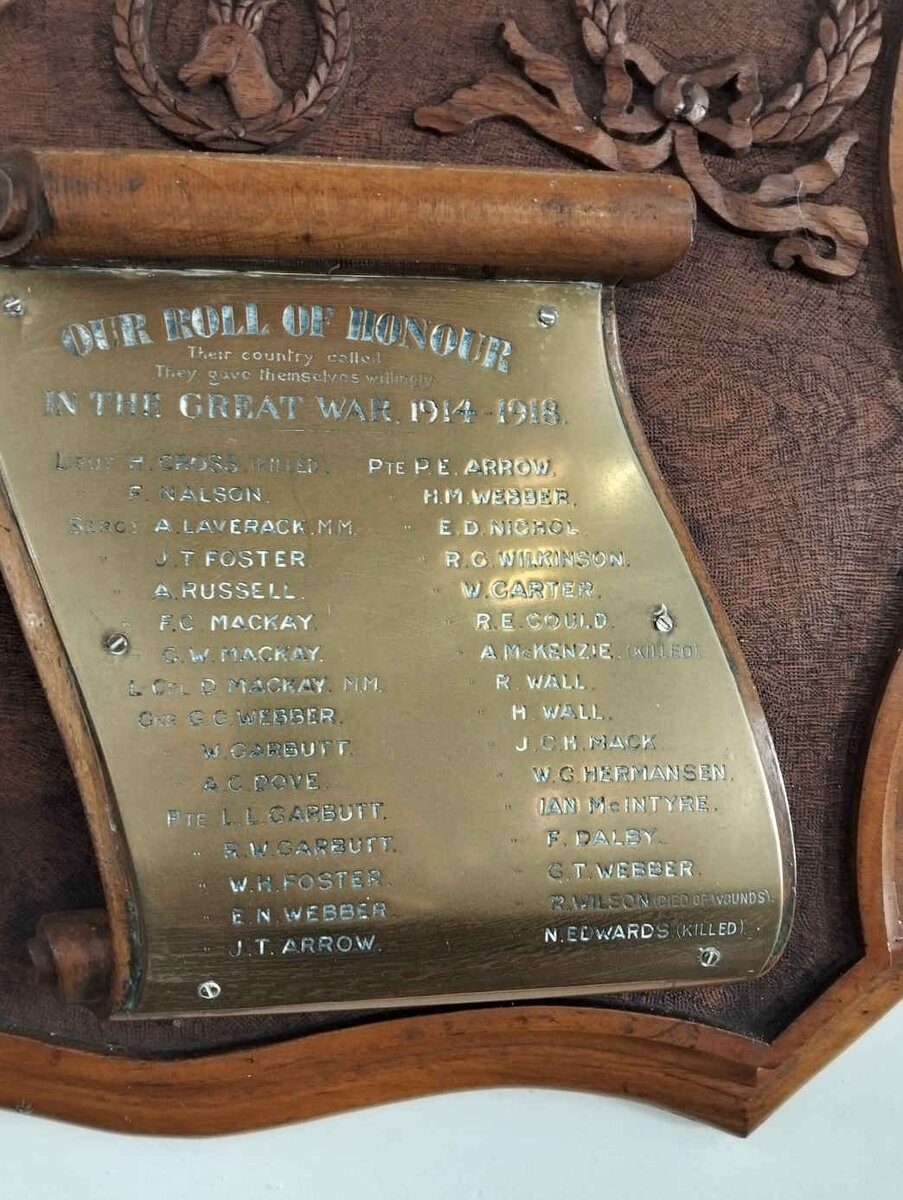 OUR ROLL OF HONOUR
Their country called
They gave themselves willingly
IN THE GREAT WAR. 1914-1918.
LIEUT H. CROSS. (KILLED).
" F. NALSON.
SERGT A. LAVERACK. M.M.
" J.T FOSTER
" A. RUSSELL.
" F.C MACKAY.
" G.W. MACKAY.
L. CPL D. MACKAY. M.M.
GNR G.C. WEBBER.
" W. GARBUTT.
" A.C. DOVE.
PTE L.L. GARBUTT.
" R.W. GARBUTT.
" W.H. FOSTER
" E.N. WEBBER.
" J.T. ARROW.
PTE P.E. ARROW.
" H.M. WEBBER.
" E.D. NICHOL
" R.G. WILKINSON.
" W. CARTER.
" R.E. GOULD.
" A. McKENZIE. (KILLED).
" R. WALL.
" H. WALL.
" J.C.H. MACK
" W.C. HERMANSEN.
" IAN McINTYRE.
" F. DALBY.
" G.T. WEBBER.
" R. WILSON (DIED OF WOUNDS).
N. EDWARDS (KILLED).